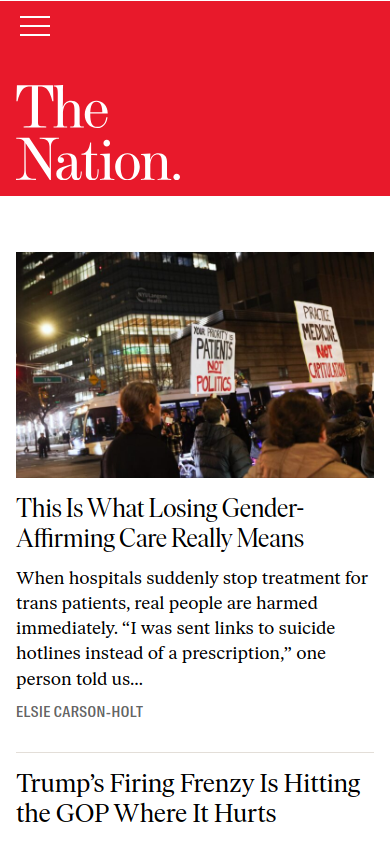 The
Nation.
NYU Langone
Health
YOUR PRIORITY IS
PATIENTS
NOT
POLITICS
PRACTICE
MEDICINE
NOT
CAPITULATION
This Is What Losing Gender-
Affirming Care Really Means
When hospitals suddenly stop treatment for
trans patients, real people are harmed
immediately. “I was sent links to suicide
hotlines instead of a prescription,” one
person told us...
ELSIE CARSON-HOLT
Trump’s Firing Frenzy Is Hitting
the GOP Where It Hurts